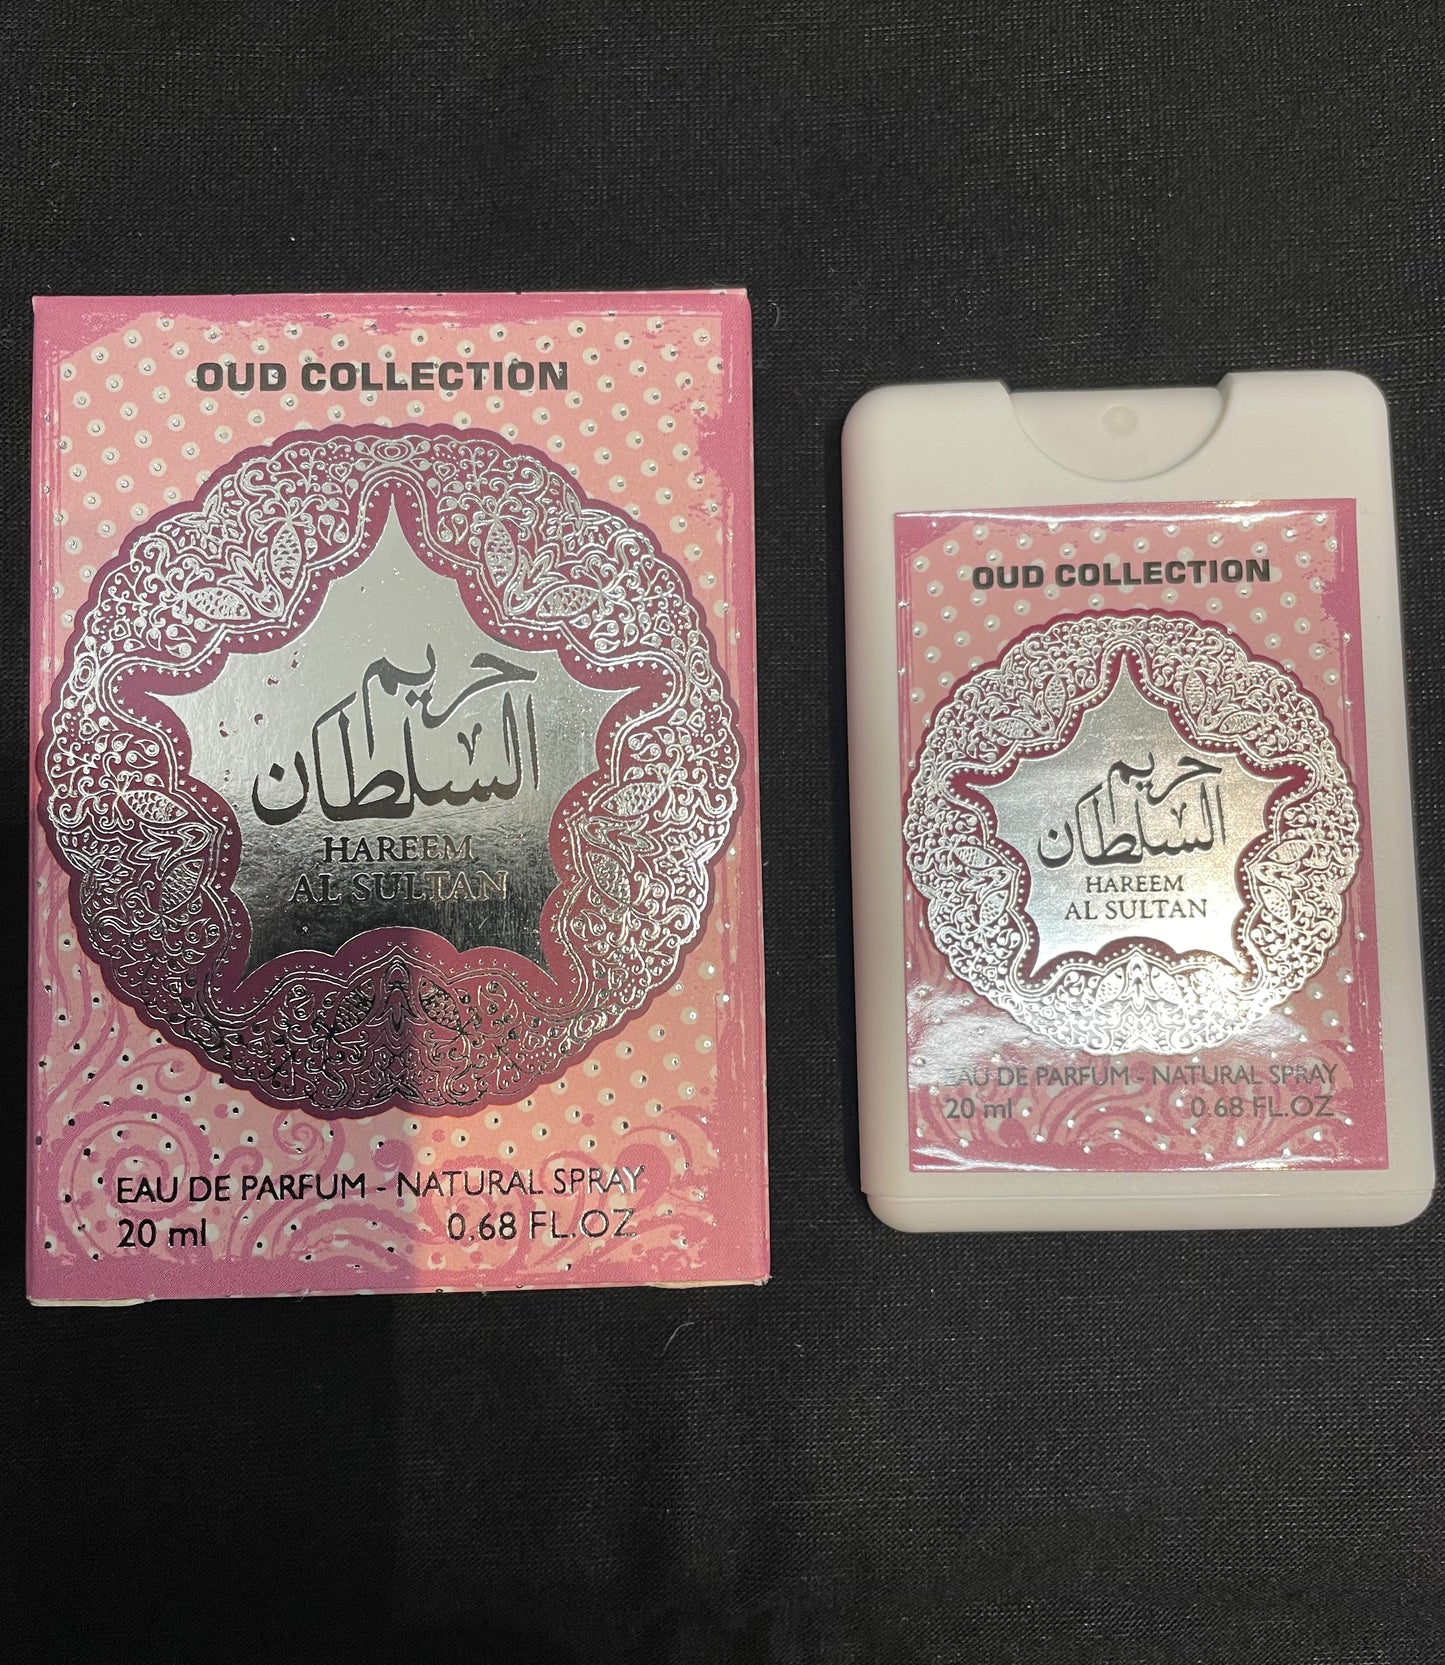 OUD COLLECTION
حريم
السلطان
HAREEM
AL SULTAN
EAU DE PARFUM - NATURAL SPRAY
20 ml 0.68 FL.OZ
OUD COLLECTION
حريم
السلطان
HAREEM
AL SULTAN
EAU DE PARFUM - NATURAL SPRAY
20 ml 0.68 FL.OZ